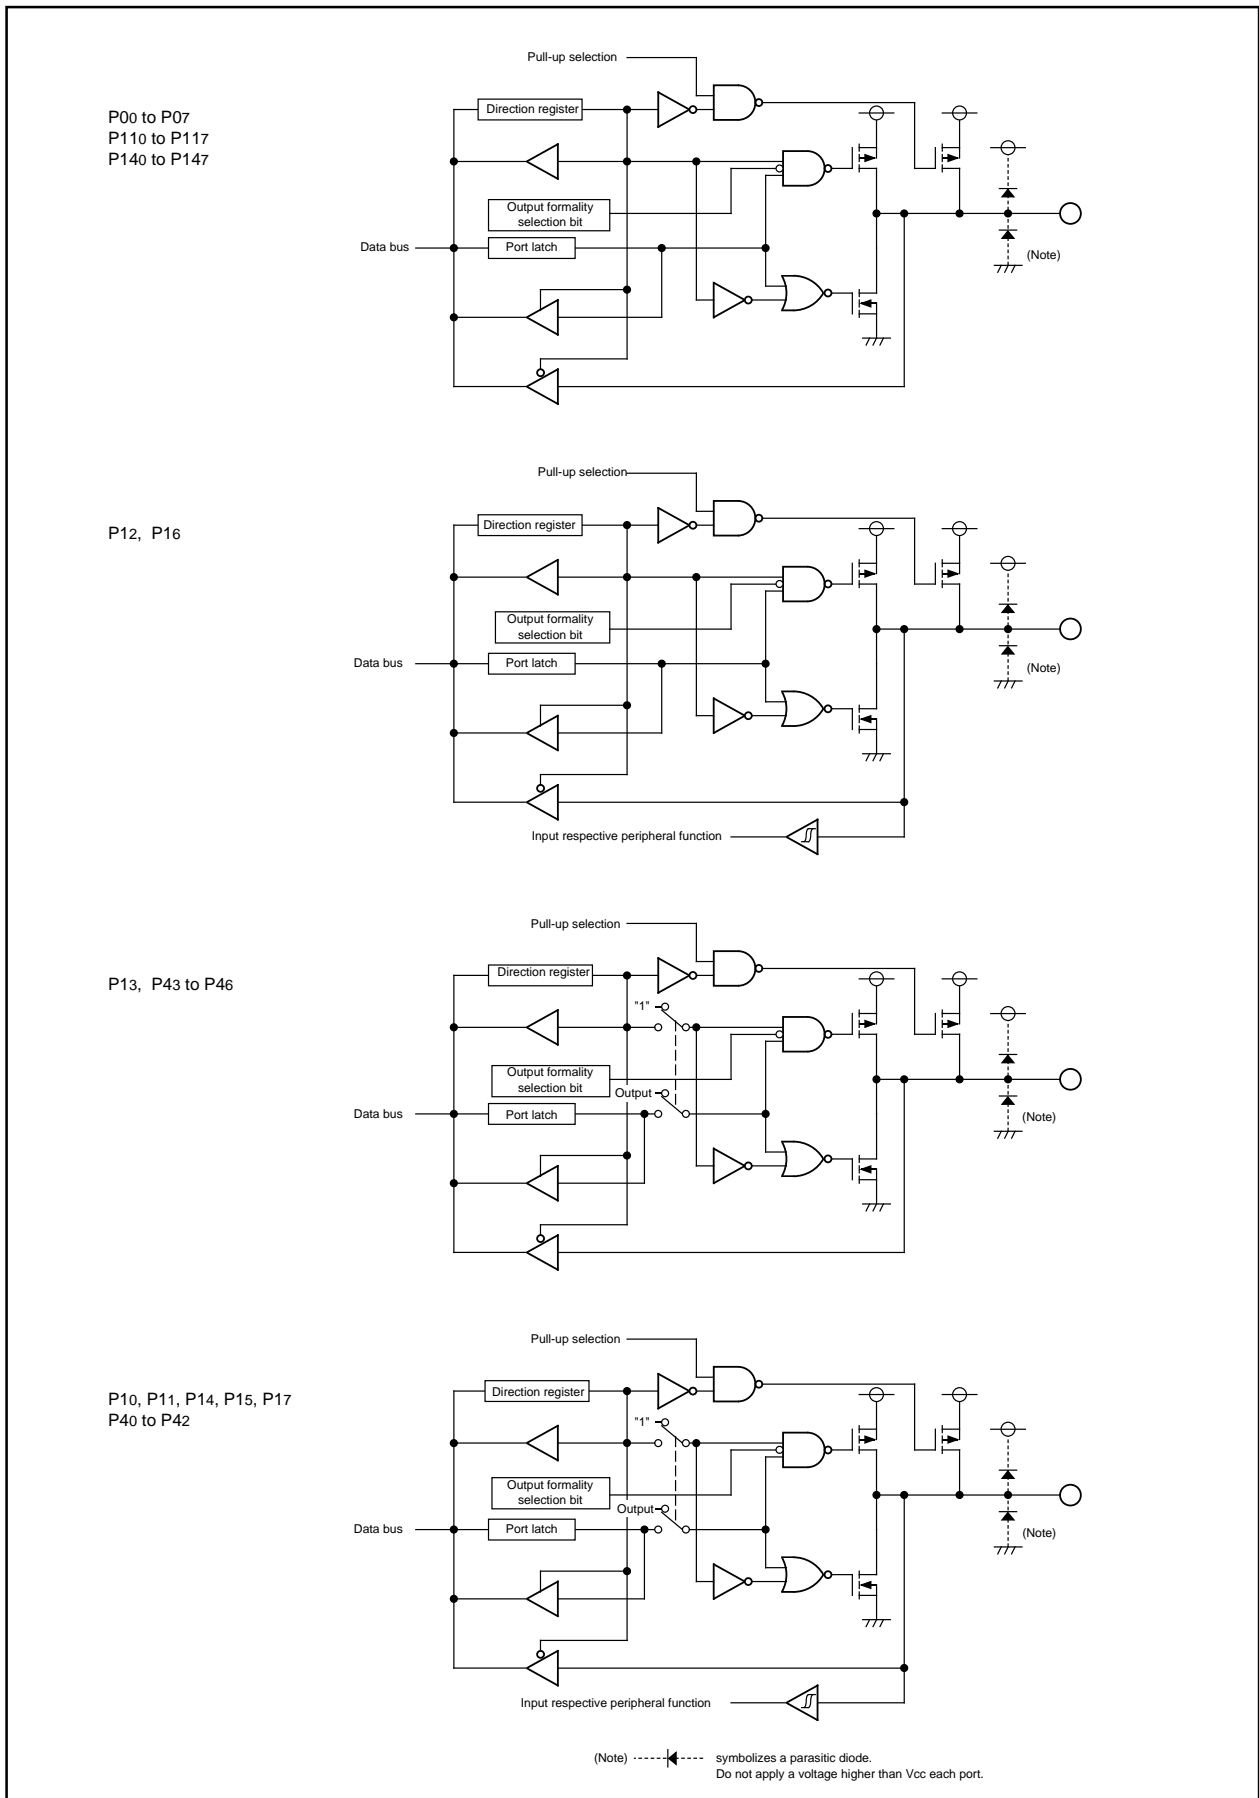 Pull-up selection
P00 to P07
P110 to P117
P140 to P147
Direction register
Output formality
selection bit
Data bus
Port latch
(Note)
Pull-up selection
P12, P16
Direction register
Output formality
selection bit
Data bus
Port latch
(Note)
Input respective peripheral function
Pull-up selection
P13, P43 to P46
Direction register
"1"
Output formality
selection bit
Output
Data bus
Port latch
(Note)
Pull-up selection
P10, P11, P14, P15, P17
P40 to P42
Direction register
"1"
Output formality
selection bit
Output
Data bus
Port latch
(Note)
Input respective peripheral function
(Note) symbolizes a parasitic diode.
Do not apply a voltage higher than Vcc each port.